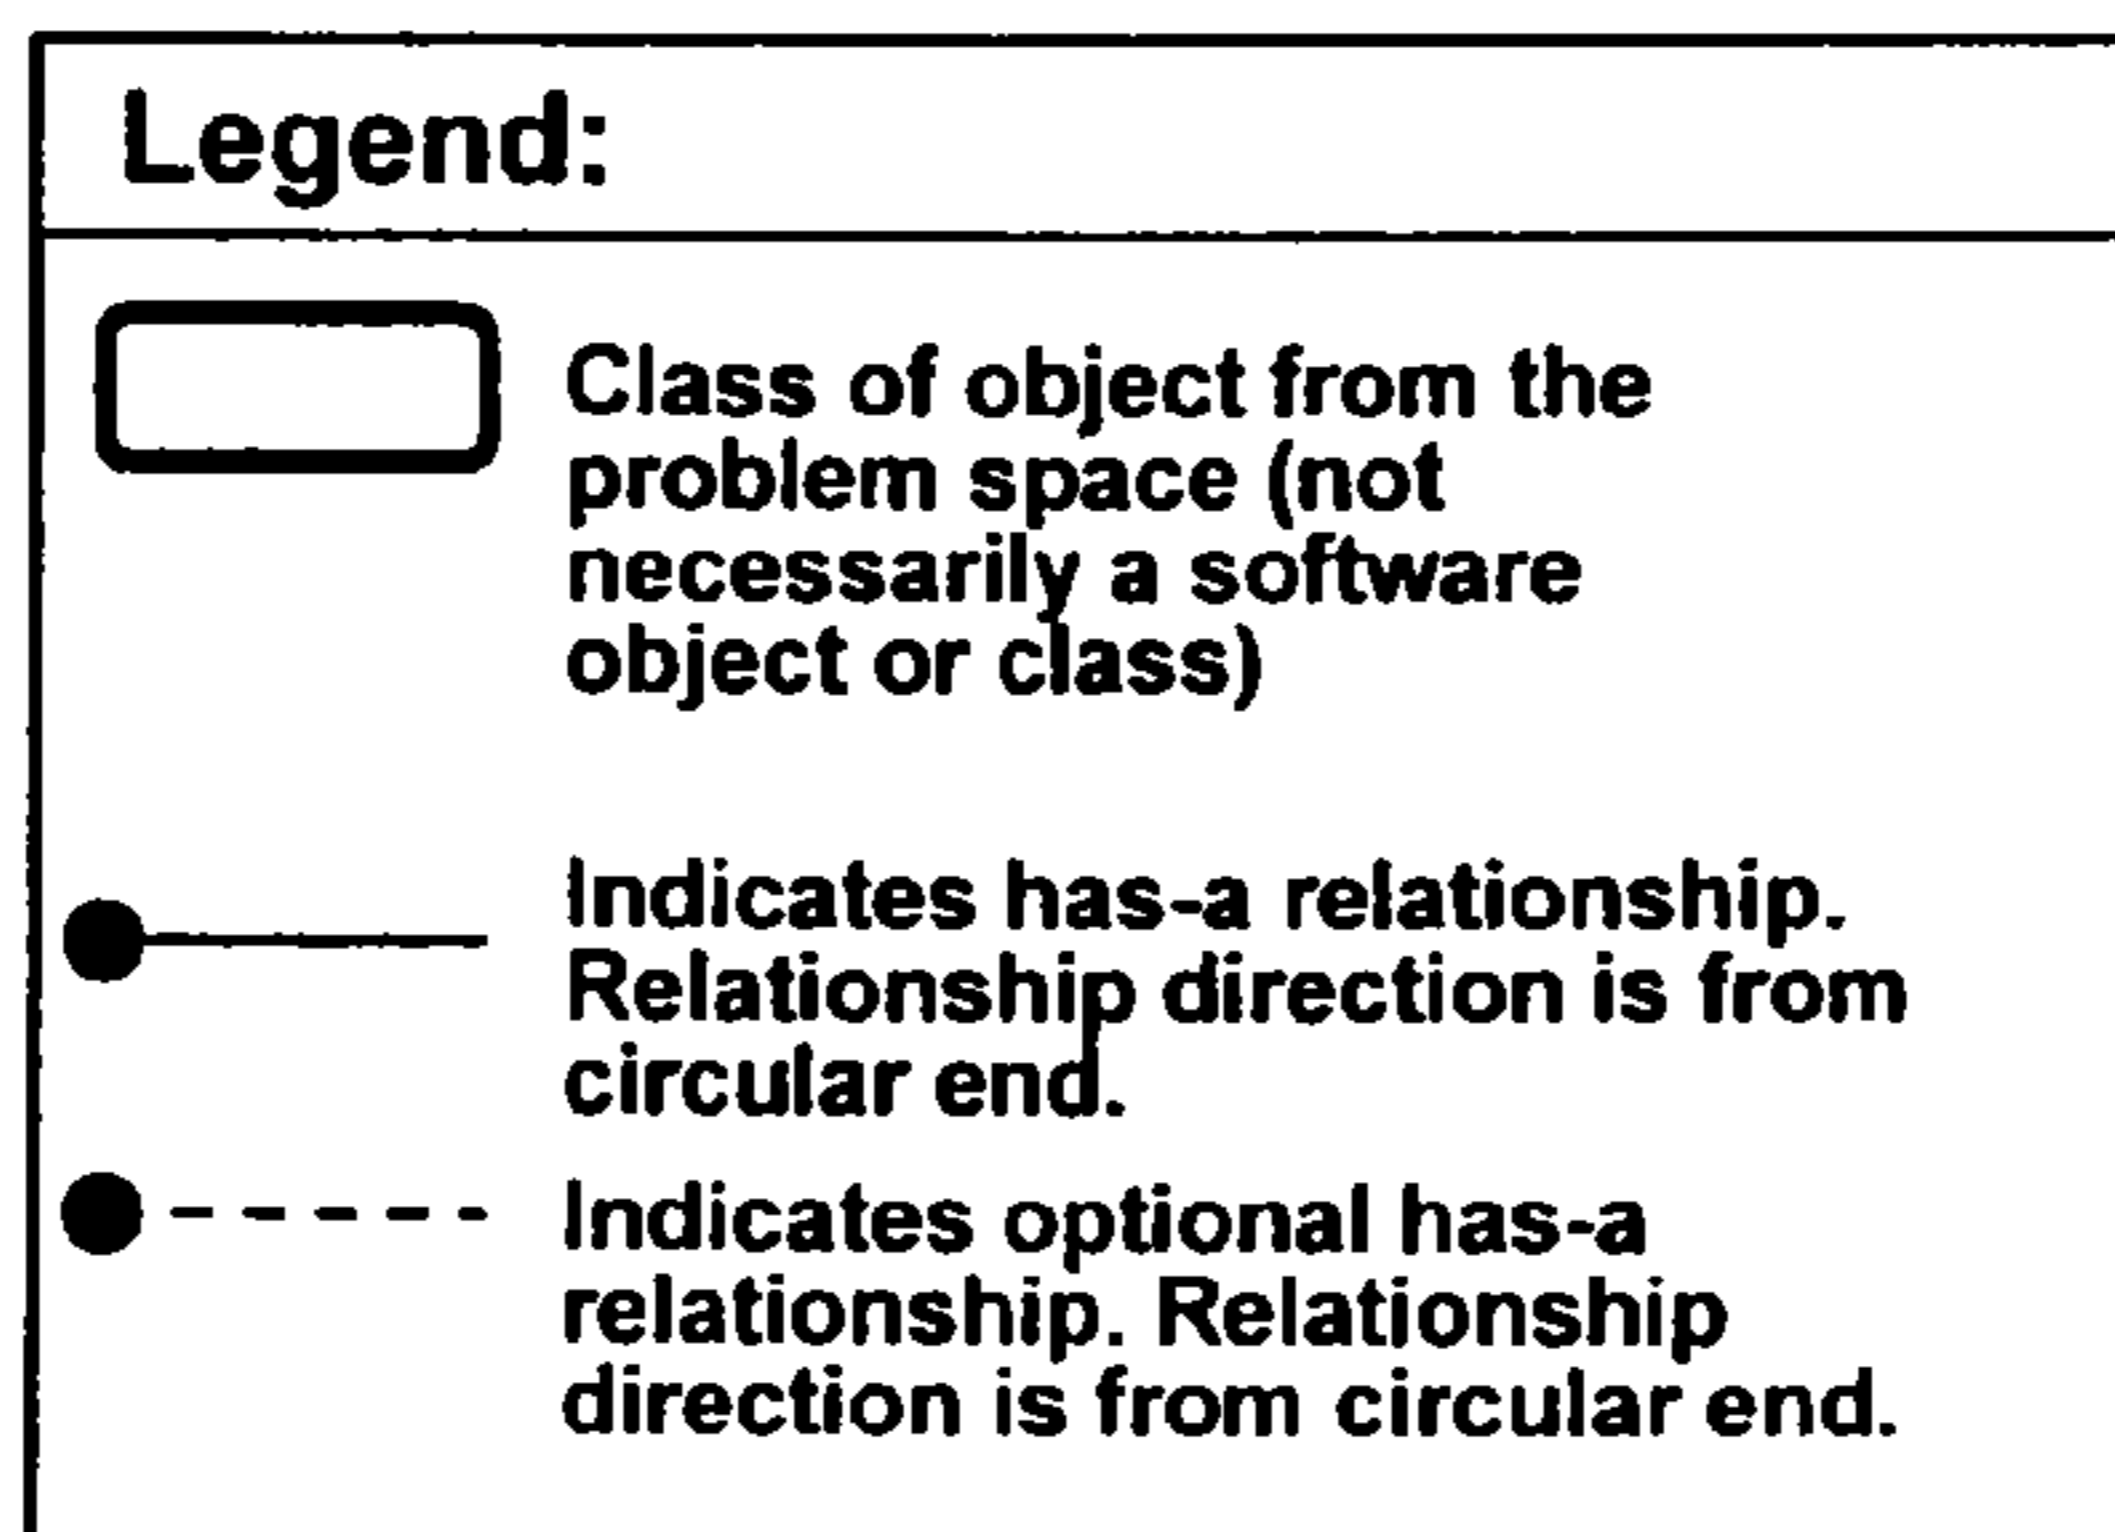 Legend:
Class of object from the
problem space (not
necessarily a software
object or class)
Indicates has-a relationship.
Relationship direction is from
circular end.
Indicates optional has-a
relationship. Relationship
direction is from circular end.